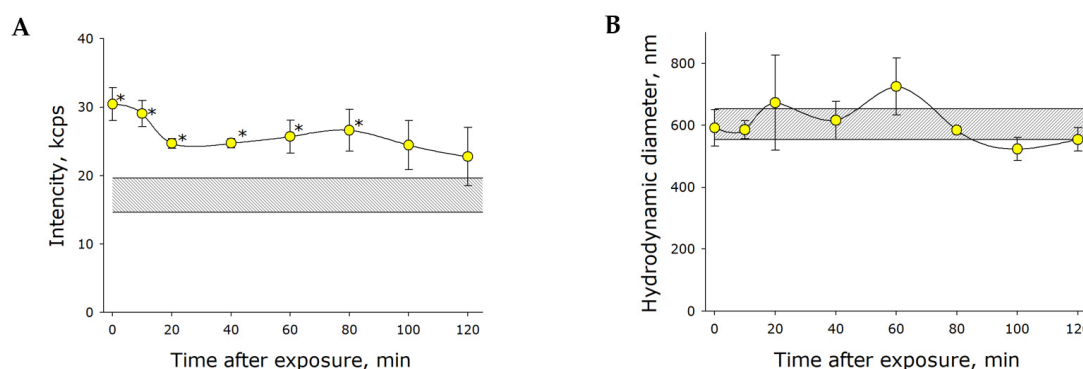 A
Intencity, kcps
40
30
20
10
0
* * * * * *
0 20 40 60 80 100 120
Time after exposure, min
B
Hydrodynamic diameter, nm
800
600
400
200
0
0 20 40 60 80 100 120
Time after exposure, min